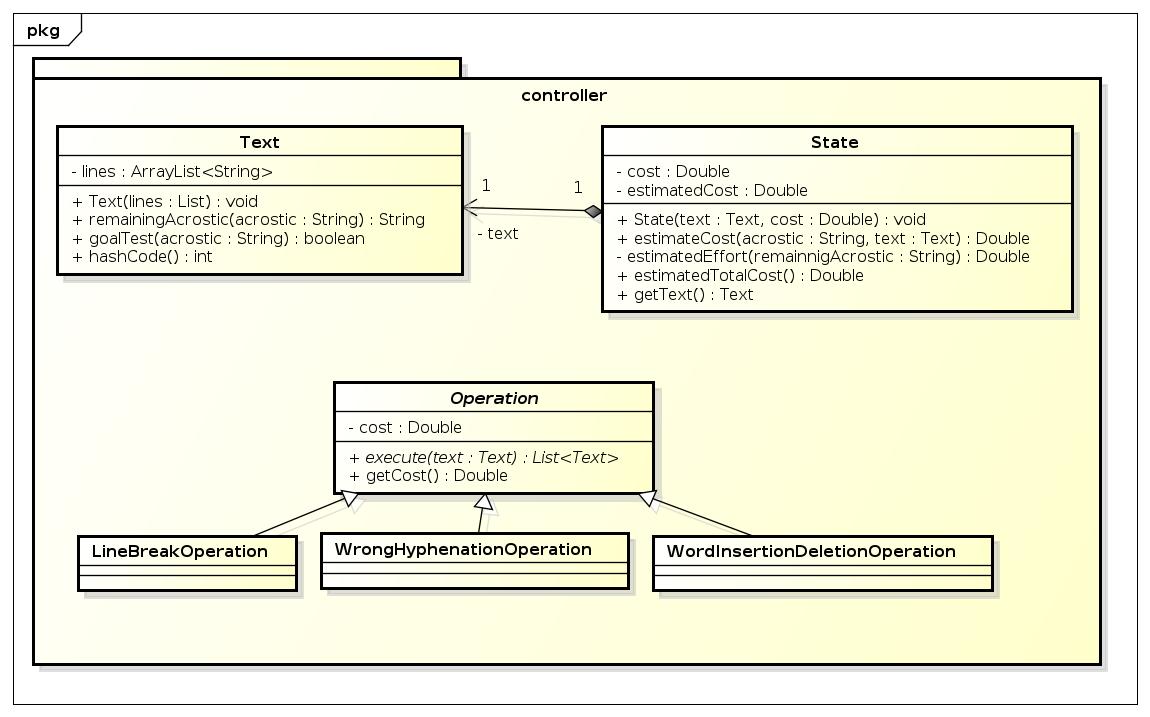 pkg
controller
Text
- lines : ArrayList<String>
+ Text(lines : List) : void
+ remainingAcrostic(acrostic : String) : String
+ goalTest(acrostic : String) : boolean
+ hashCode() : int
1
1
- text
State
- cost : Double
- estimatedCost : Double
+ State(text : Text, cost : Double) : void
+ estimateCost(acrostic : String, text : Text) : Double
- estimatedEffort(remainnigAcrostic : String) : Double
+ estimatedTotalCost() : Double
+ getText() : Text
Operation
- cost : Double
+ execute(text : Text) : List<Text>
+ getCost() : Double
LineBreakOperation
WrongHyphenationOperation
WordInsertionDeletionOperation